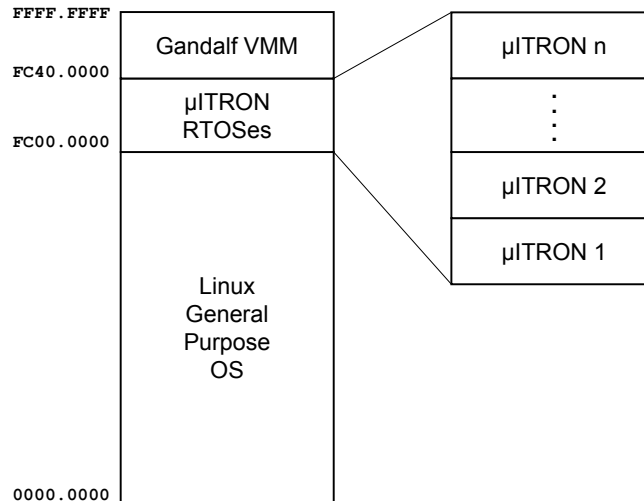 FFFF.FFFF
Gandalf VMM
FC40.0000
µITRON
RTOSes
FC00.0000
Linux
General
Purpose
OS
0000.0000
µITRON n
µITRON 2
µITRON 1